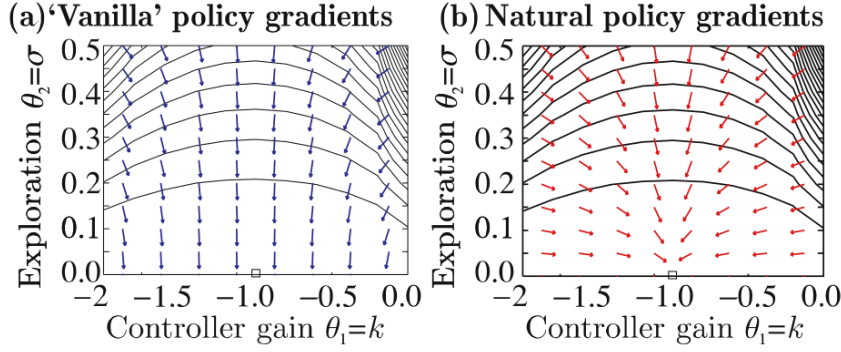 (a) ‘Vanilla’ policy gradients
Exploration θ₂=σ
0.5
0.4
0.3
0.2
0.1
0.0
−2 −1.5 −1.0 −0.5 0.0
Controller gain θ₁=k
(b) Natural policy gradients
Exploration θ₂=σ
0.5
0.4
0.3
0.2
0.1
0.0
−2 −1.5 −1.0 −0.5 0.0
Controller gain θ₁=k